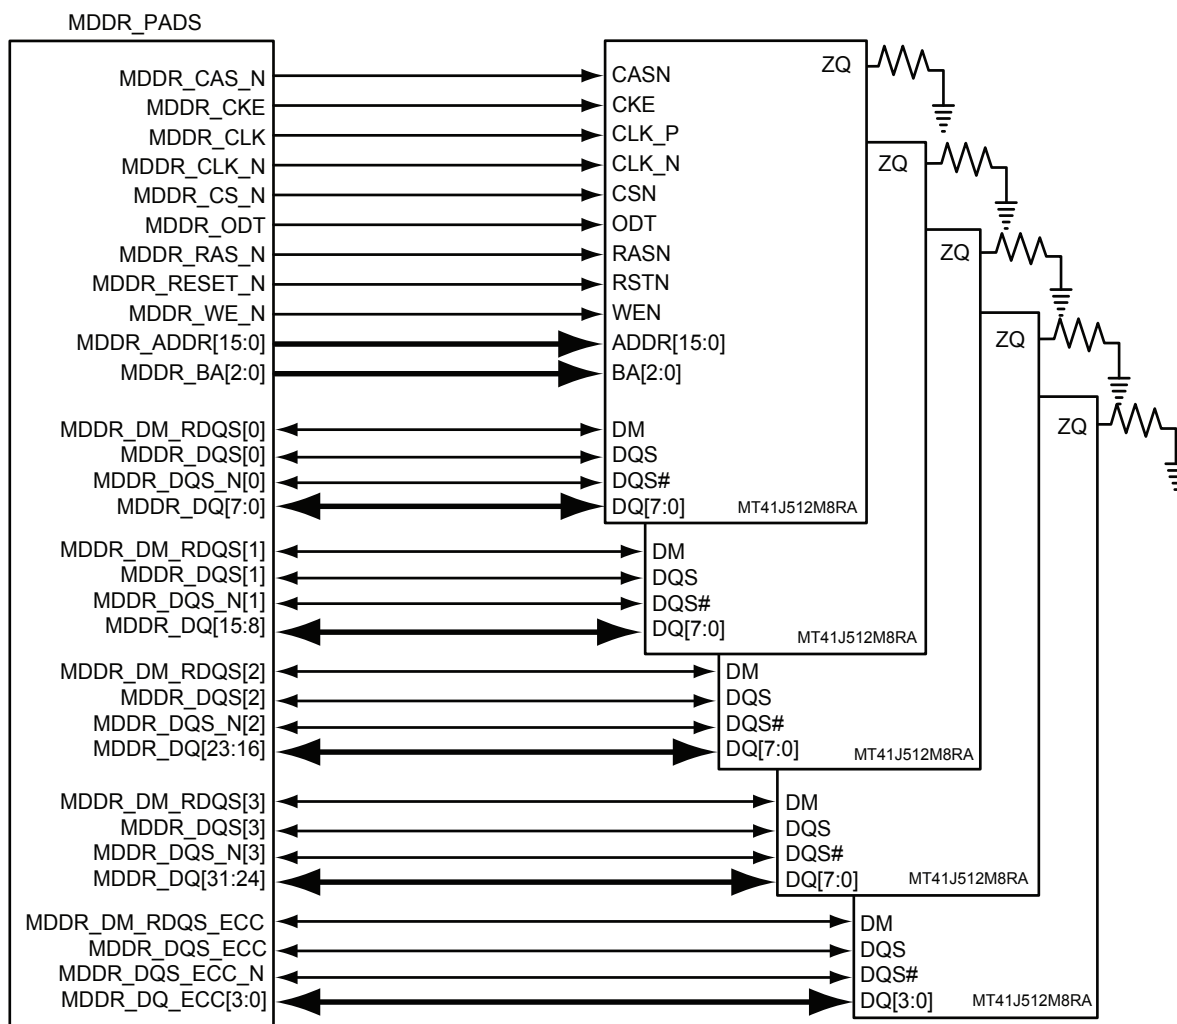 MDDR_PADS
MDDR_CAS_N CASN ZQ
MDDR_CKE CKE
MDDR_CLK CLK_P
MDDR_CLK_N CLK_N ZQ
MDDR_CS_N CSN
MDDR_ODT ODT
MDDR_RAS_N RASN ZQ
MDDR_RESET_N RSTN
MDDR_WE_N WEN
MDDR_ADDR[15:0] ADDR[15:0] ZQ
MDDR_BA[2:0] BA[2:0]
MDDR_DM_RDQS[0] DM ZQ
MDDR_DQS[0] DQS
MDDR_DQS_N[0] DQS#
MDDR_DQ[7:0] DQ[7:0] MT41J512M8RA
MDDR_DM_RDQS[1] DM
MDDR_DQS[1] DQS
MDDR_DQS_N[1] DQS#
MDDR_DQ[15:8] DQ[7:0] MT41J512M8RA
MDDR_DM_RDQS[2] DM
MDDR_DQS[2] DQS
MDDR_DQS_N[2] DQS#
MDDR_DQ[23:16] DQ[7:0] MT41J512M8RA
MDDR_DM_RDQS[3] DM
MDDR_DQS[3] DQS
MDDR_DQS_N[3] DQS#
MDDR_DQ[31:24] DQ[7:0] MT41J512M8RA
MDDR_DM_RDQS_ECC DM
MDDR_DQS_ECC DQS
MDDR_DQS_ECC_N DQS#
MDDR_DQ_ECC[3:0] DQ[3:0] MT41J512M8RA